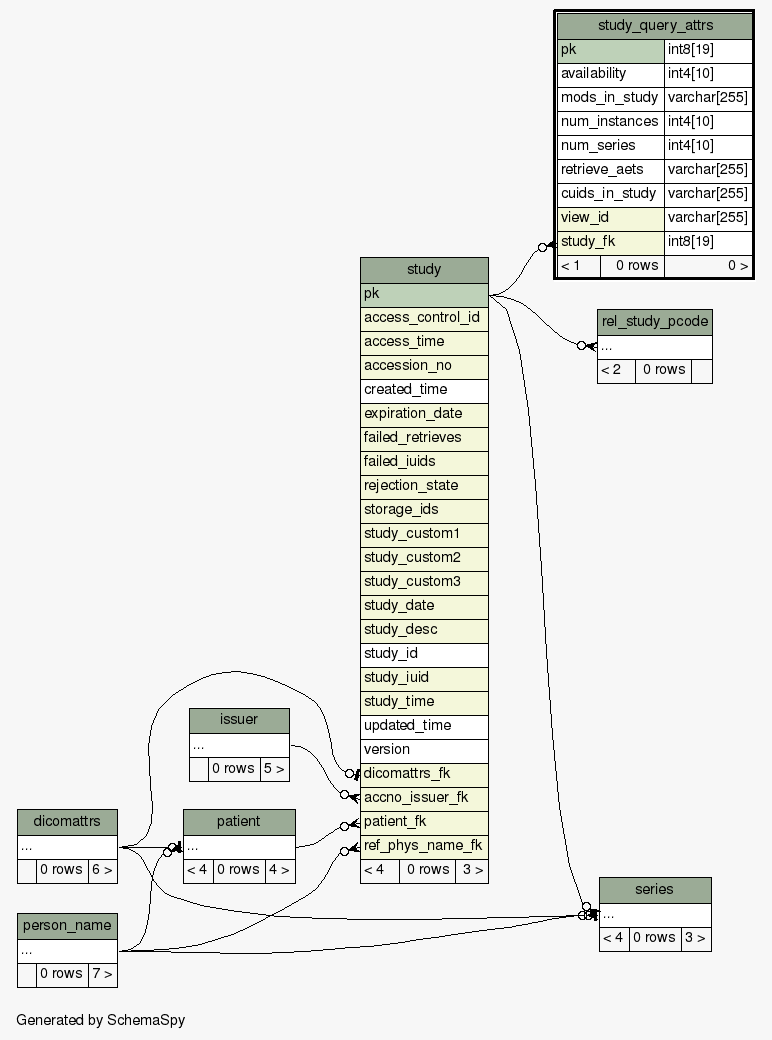 study_query_attrs
pk int8[19]
availability int4[10]
mods_in_study varchar[255]
num_instances int4[10]
num_series int4[10]
retrieve_aets varchar[255]
cuids_in_study varchar[255]
view_id varchar[255]
study_fk int8[19]
< 1 0 rows 0 >
study
pk
access_control_id
access_time
accession_no
created_time
expiration_date
failed_retrieves
failed_iuids
rejection_state
storage_ids
study_custom1
study_custom2
study_custom3
study_date
study_desc
study_id
study_iuid
study_time
updated_time
version
dicomattrs_fk
accno_issuer_fk
patient_fk
ref_phys_name_fk
< 4 0 rows 3 >
rel_study_pcode
...
< 2 0 rows
issuer
...
0 rows 5 >
dicomattrs
...
0 rows 6 >
patient
...
< 4 0 rows 4 >
person_name
...
0 rows 7 >
series
...
< 4 0 rows 3 >
Generated by SchemaSpy